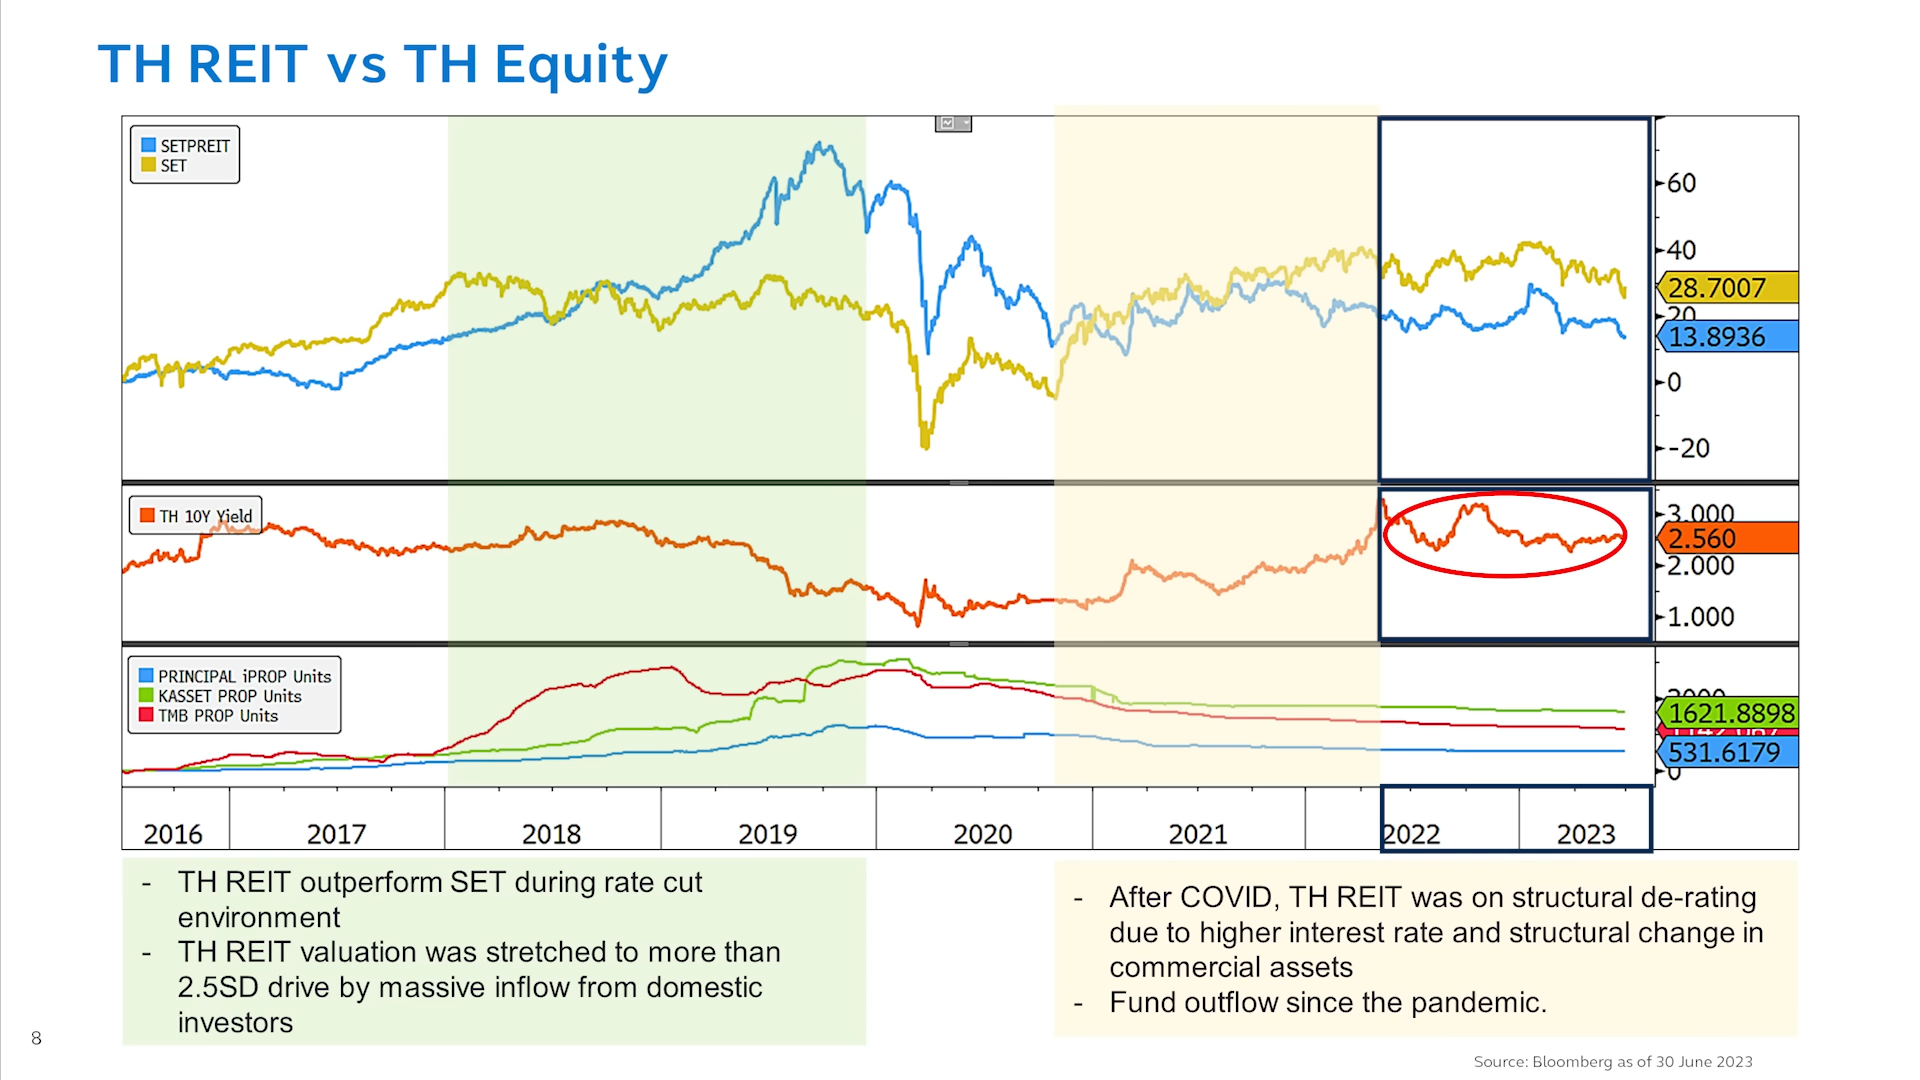 TH REIT vs TH Equity
SETPREIT
SET
60
40
28.7007
20
13.8936
0
-20
TH 10Y Yield
3.000
2.560
2.000
1.000
PRINCIPAL iPROP Units
KASSET PROP Units
TMB PROP Units
1621.8898
531.6179
0
2016 2017 2018 2019 2020 2021 2022 2023
- TH REIT outperform SET during rate cut
environment
- TH REIT valuation was stretched to more than
2.5SD drive by massive inflow from domestic
investors
- After COVID, TH REIT was on structural de-rating
due to higher interest rate and structural change in
commercial assets
- Fund outflow since the pandemic.
8
Source: Bloomberg as of 30 June 2023